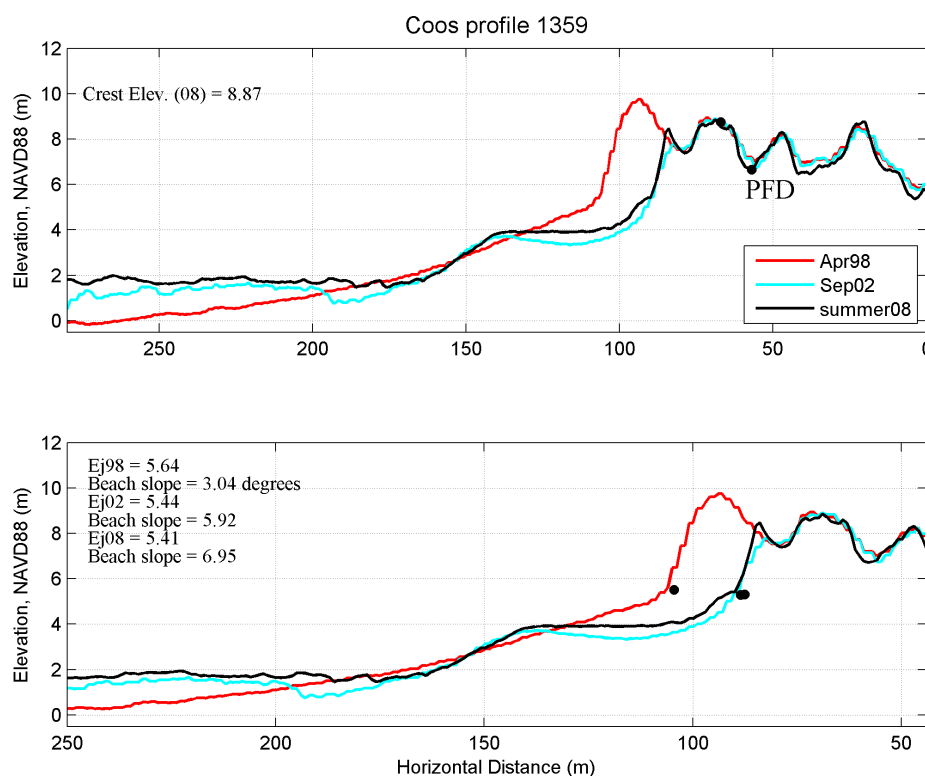 Coos profile 1359
Elevation, NAVD88 (m)
12
10
8
6
4
2
0
Crest Elev. (08) = 8.87
PFD
Apr98
Sep02
summer08
250 200 150 100 50 0
Elevation, NAVD88 (m)
12
10
8
6
4
2
0
Ej98 = 5.64
Beach slope = 3.04 degrees
Ej02 = 5.44
Beach slope = 5.92
Ej08 = 5.41
Beach slope = 6.95
250 200 150 100 50
Horizontal Distance (m)